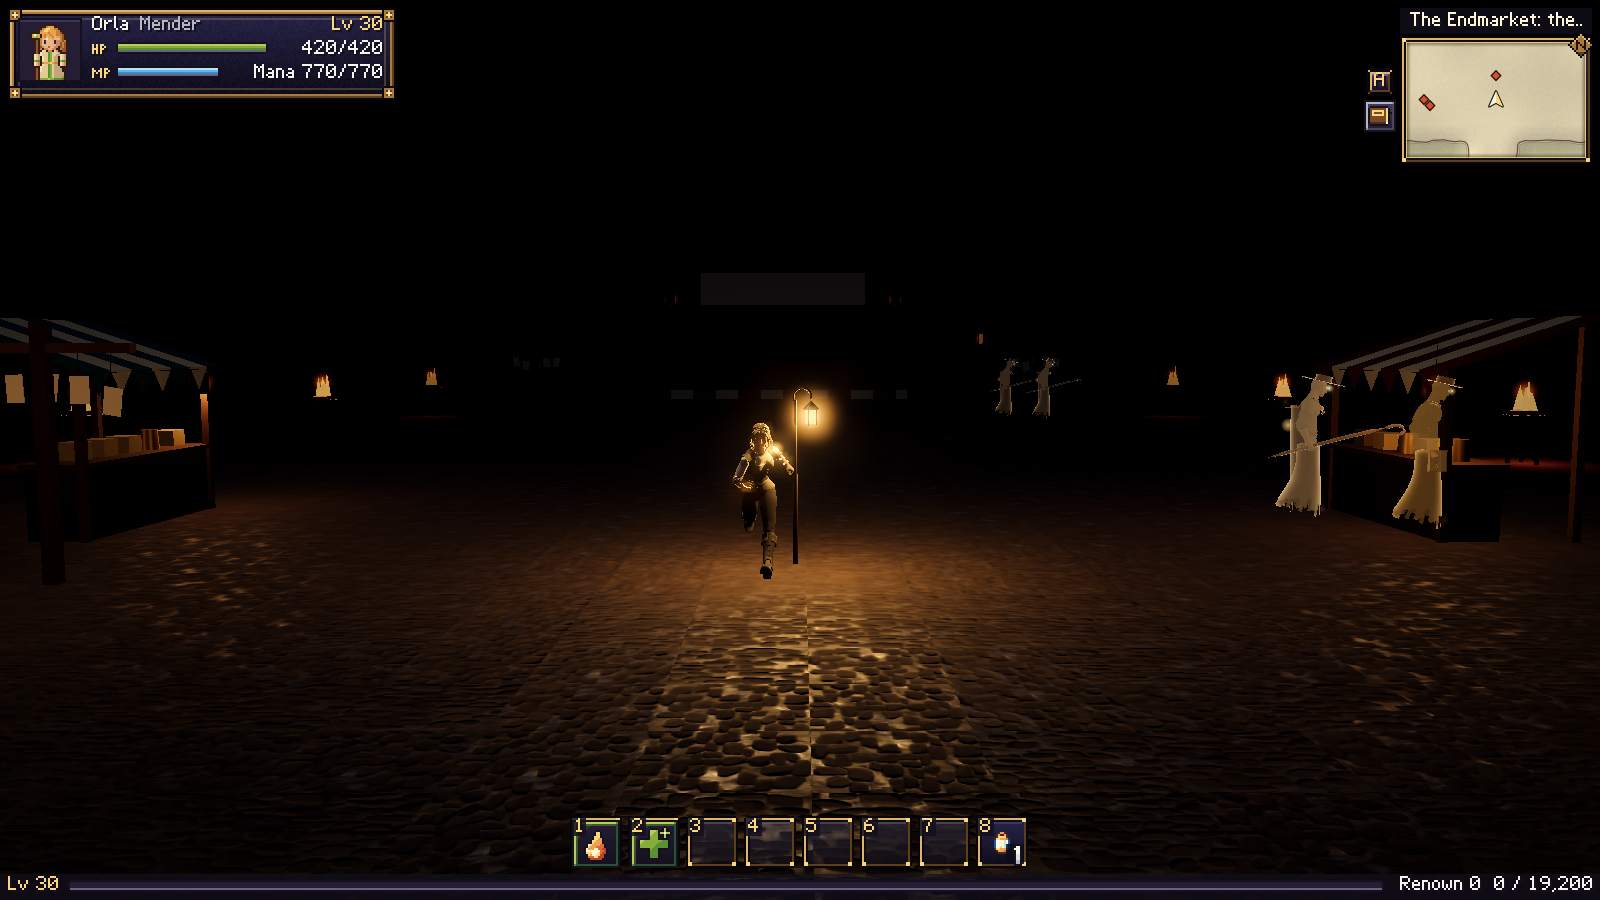 Orla Mender Lv 30
HP 420/420
MP Mana 770/770
The Endmarket: the..
N
H
1 2 3 4 5 6 7 8
1
Lv 30 Renown 0 0 / 19,200